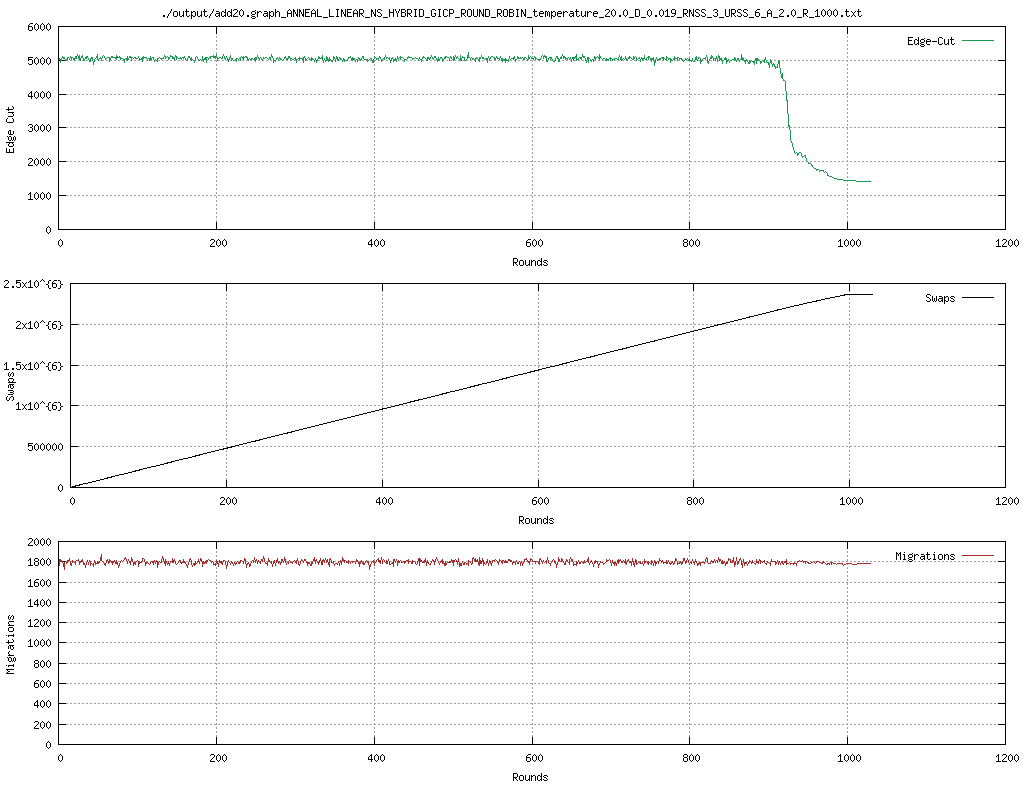 ./output/add20.graph_ANNEAL_LINEAR_NS_HYBRID_GICP_ROUND_ROBIN_temperature_20.0_D_0.019_RNSS_3_URSS_6_A_2.0_R_1000.txt
6000
5000
4000
3000
2000
1000
0
Edge Cut
Edge-Cut
0 200 400 600 800 1000 1200
Rounds
2.5x10^{6}
2x10^{6}
1.5x10^{6}
1x10^{6}
500000
0
Swaps
Swaps
0 200 400 600 800 1000 1200
Rounds
2000
1800
1600
1400
1200
1000
800
600
400
200
0
Migrations
Migrations
0 200 400 600 800 1000 1200
Rounds